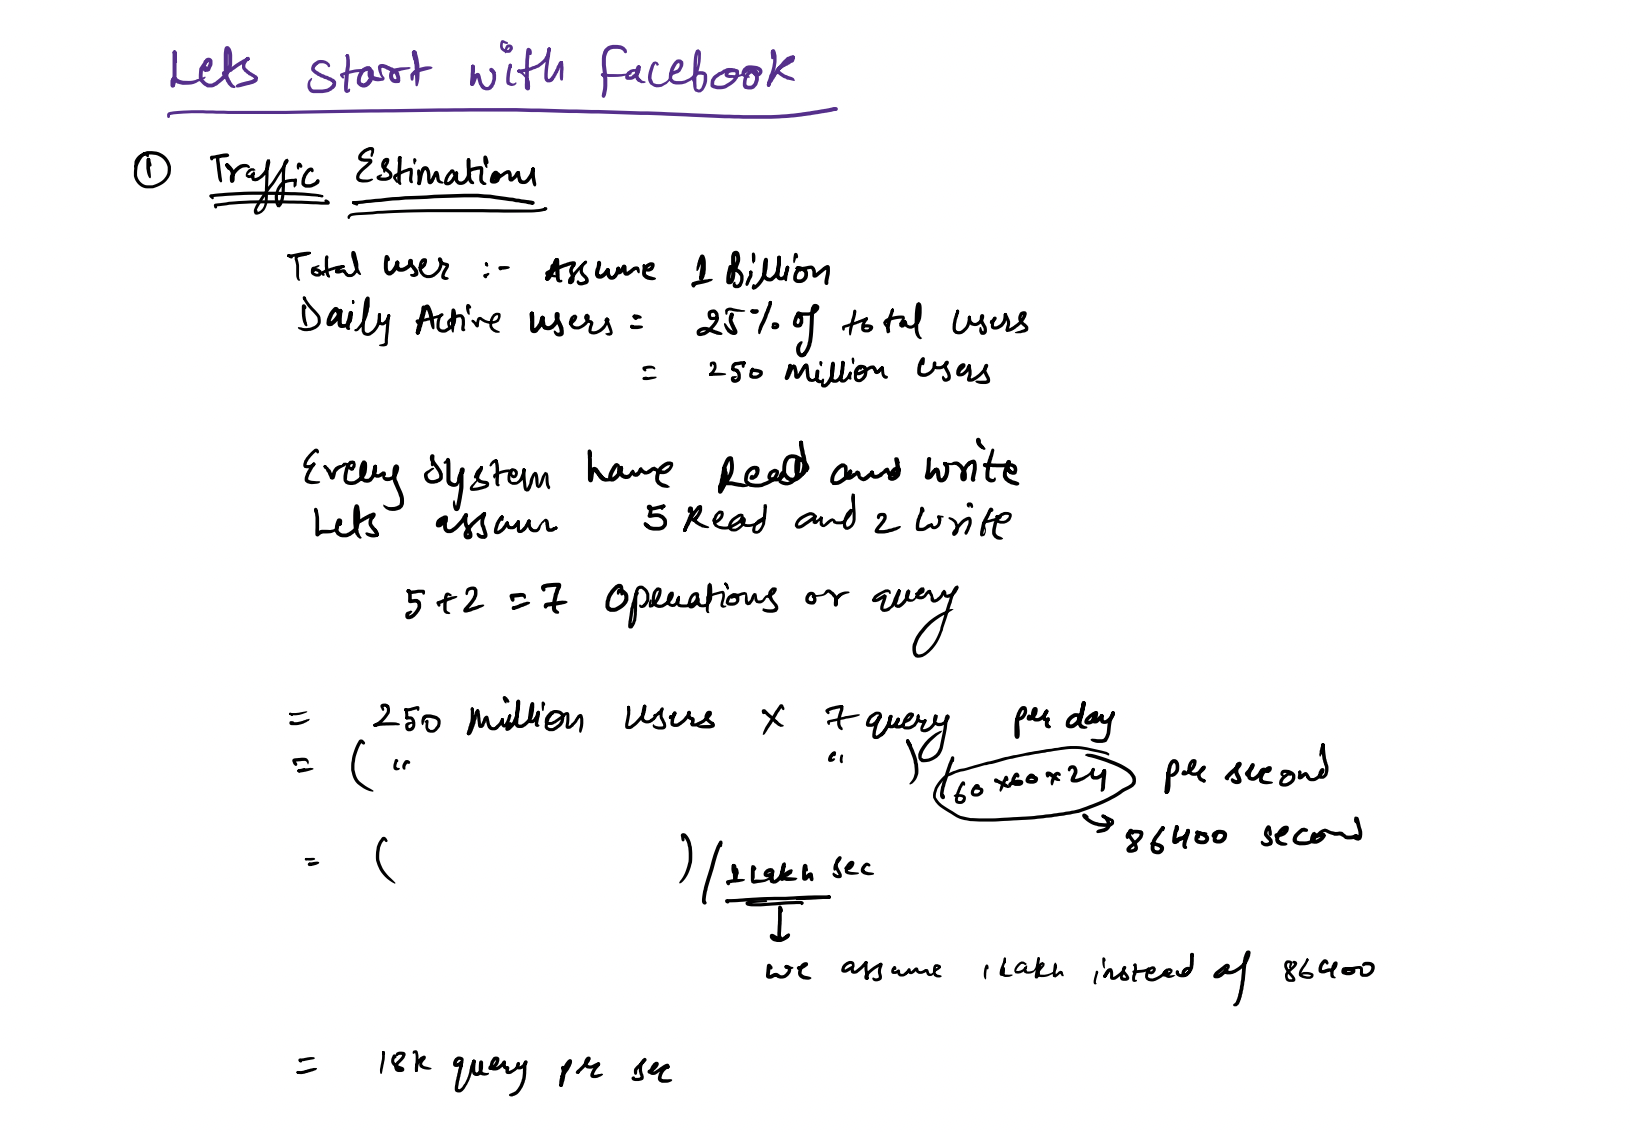 Lets start with facebook
① Traffic Estimations
Total user :- Assume 1 Billion
Daily Active users = 25% of total users
= 250 million users
Every system have Read and write
Lets assum 5 Read and 2 write
5 + 2 = 7 operations or query
= 250 million users × 7 query per day
= ( " " ) / 60 × 60 × 24 per second
→ 86400 second
= ( ) / 1 Lakh sec
↓
we assume 1 Lakh instead of 86400
= 18k query per sec